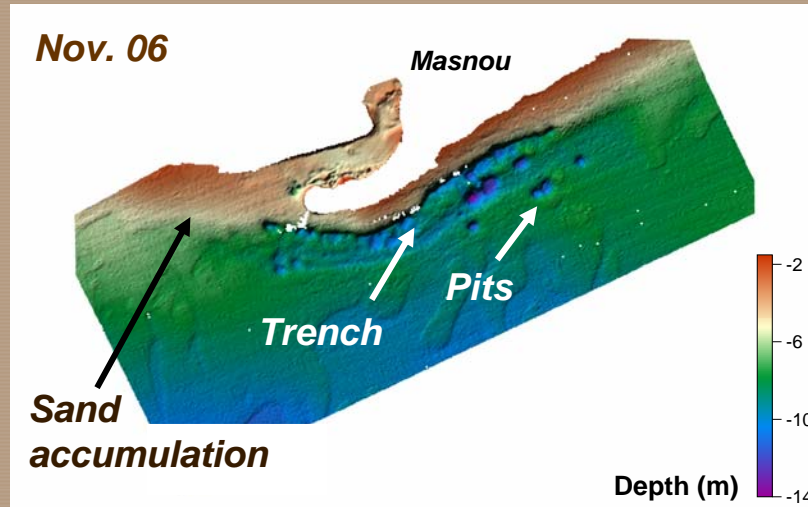 Nov. 06
Masnou
Pits
Trench
Sand
accumulation
-2
-6
-10
-14
Depth (m)